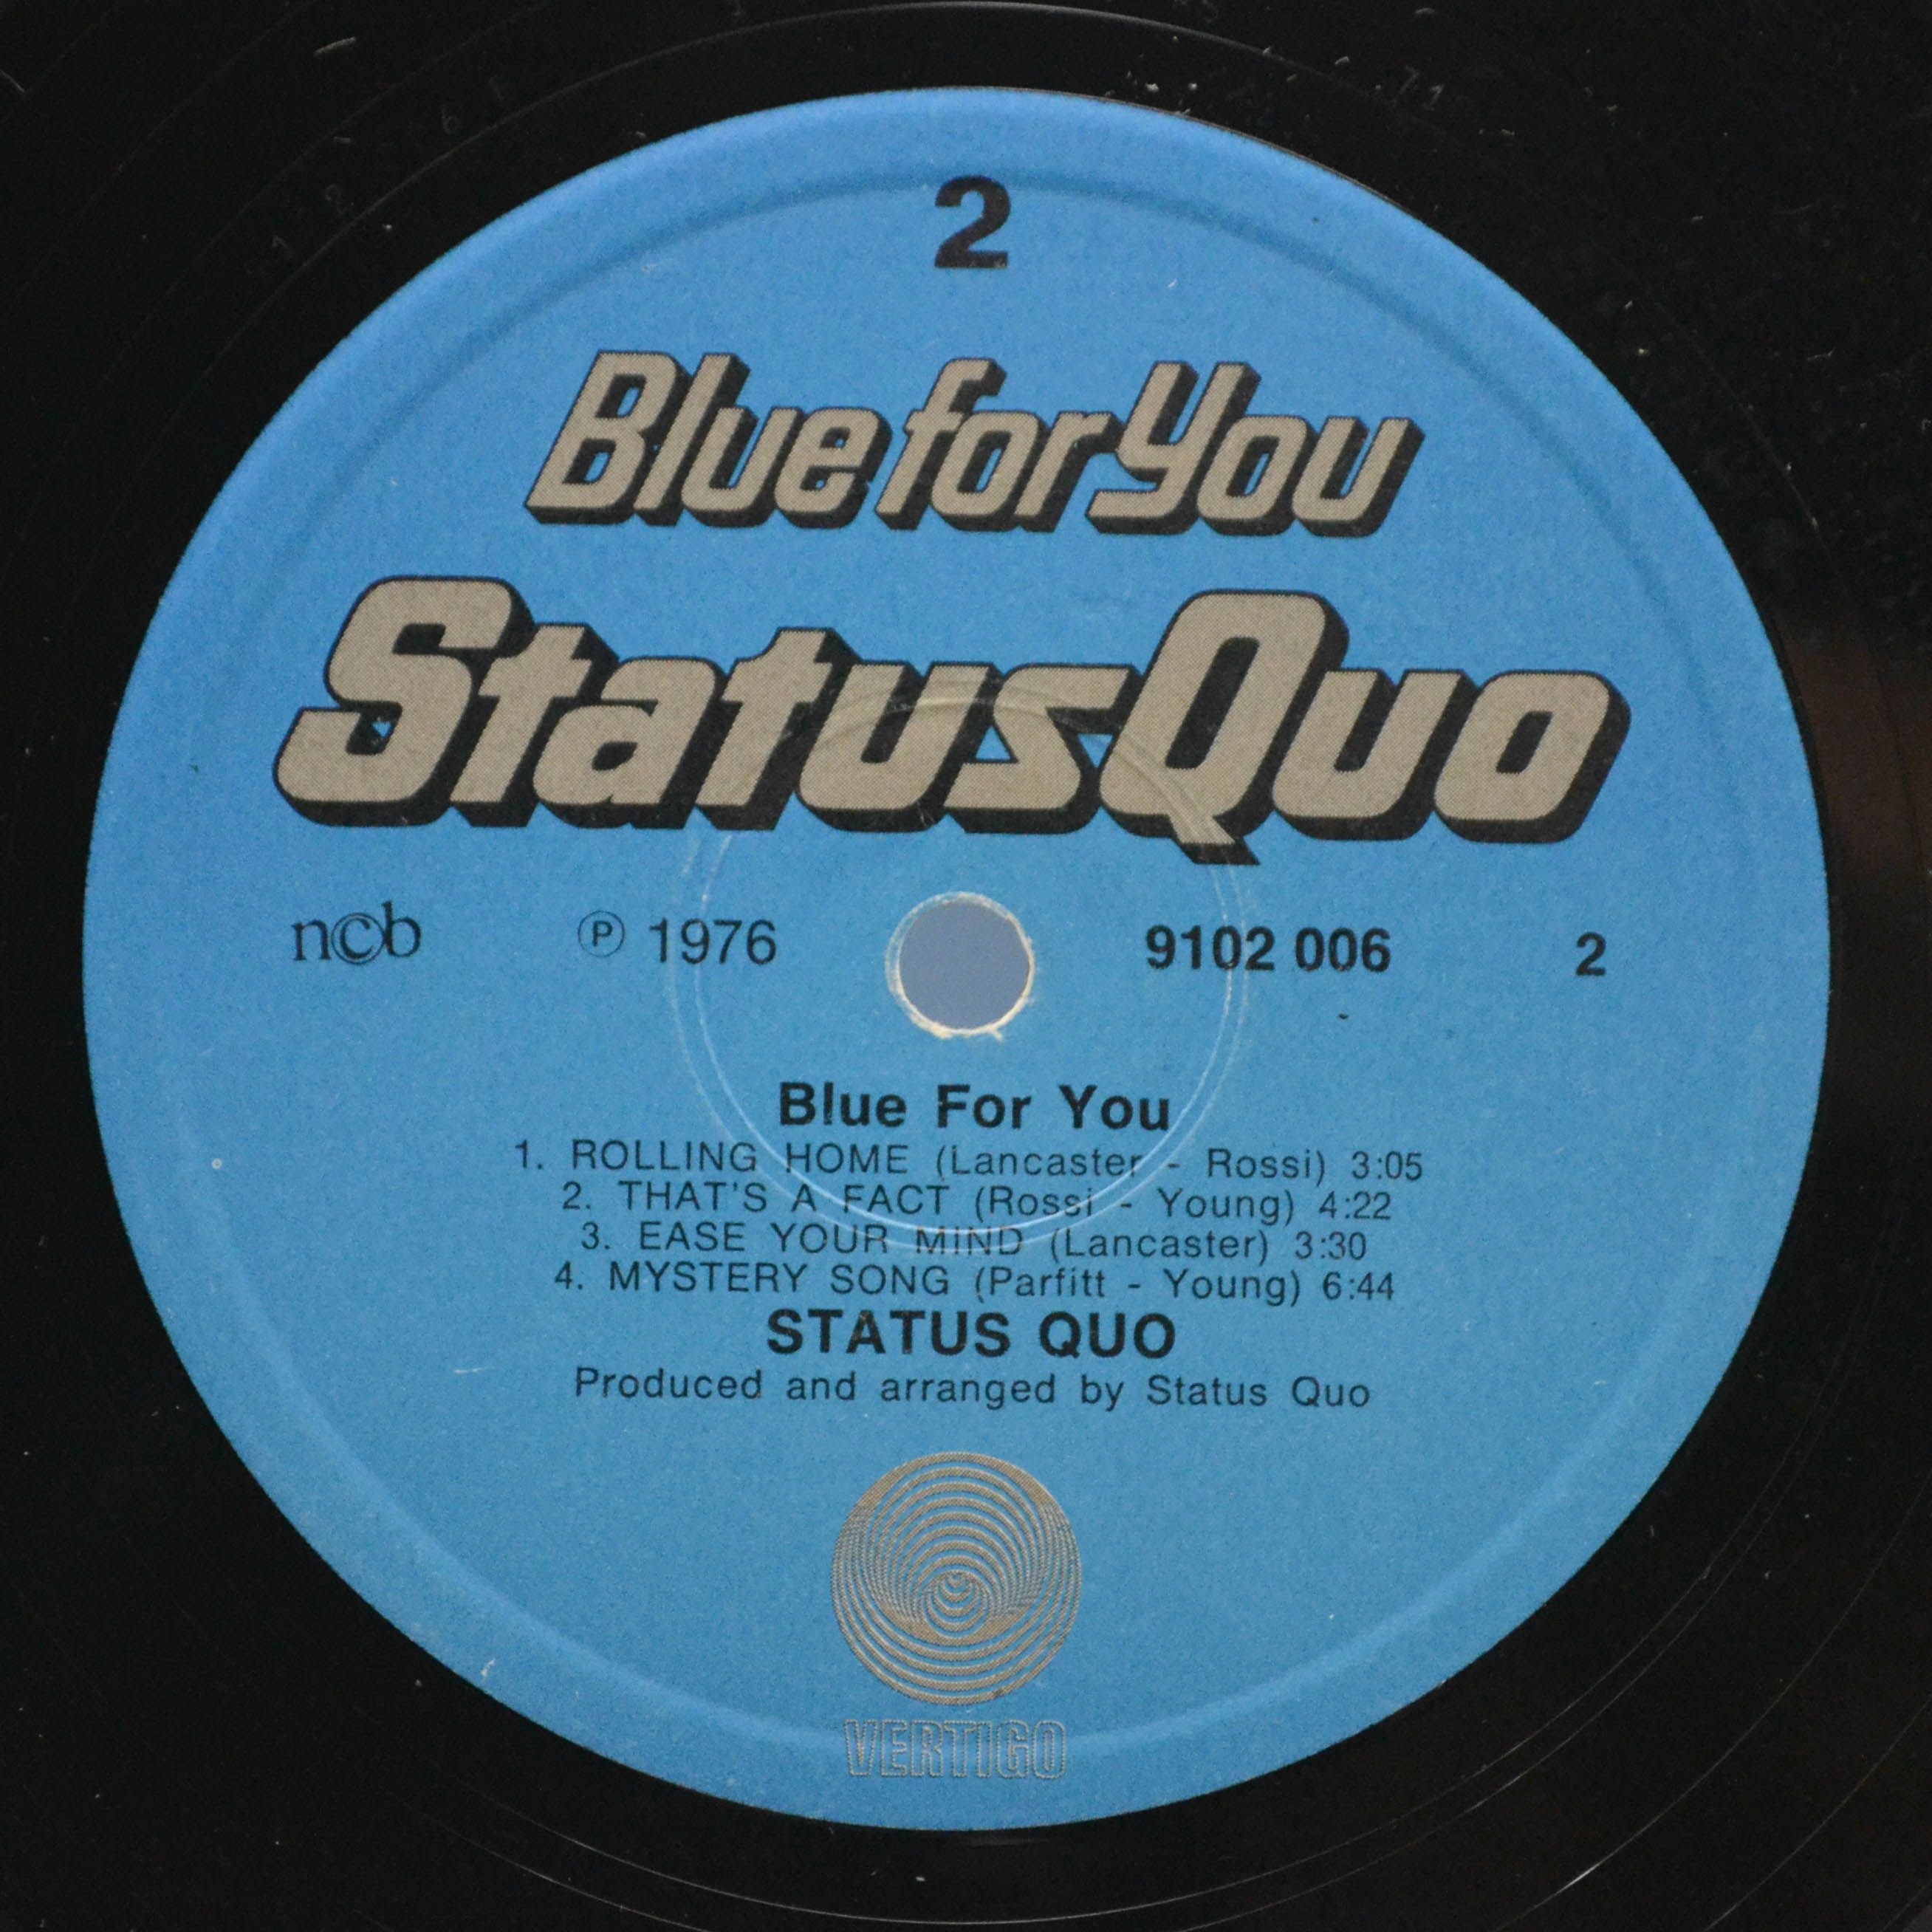 2
Blue for You
Status Quo
ncb ℗ 1976 9102 006 2
Blue For You
1. ROLLING HOME (Lancaster - Rossi) 3:05
2. THAT'S A FACT (Rossi - Young) 4:22
3. EASE YOUR MIND (Lancaster) 3:30
4. MYSTERY SONG (Parfitt - Young) 6:44
STATUS QUO
Produced and arranged by Status Quo
VERTIGO